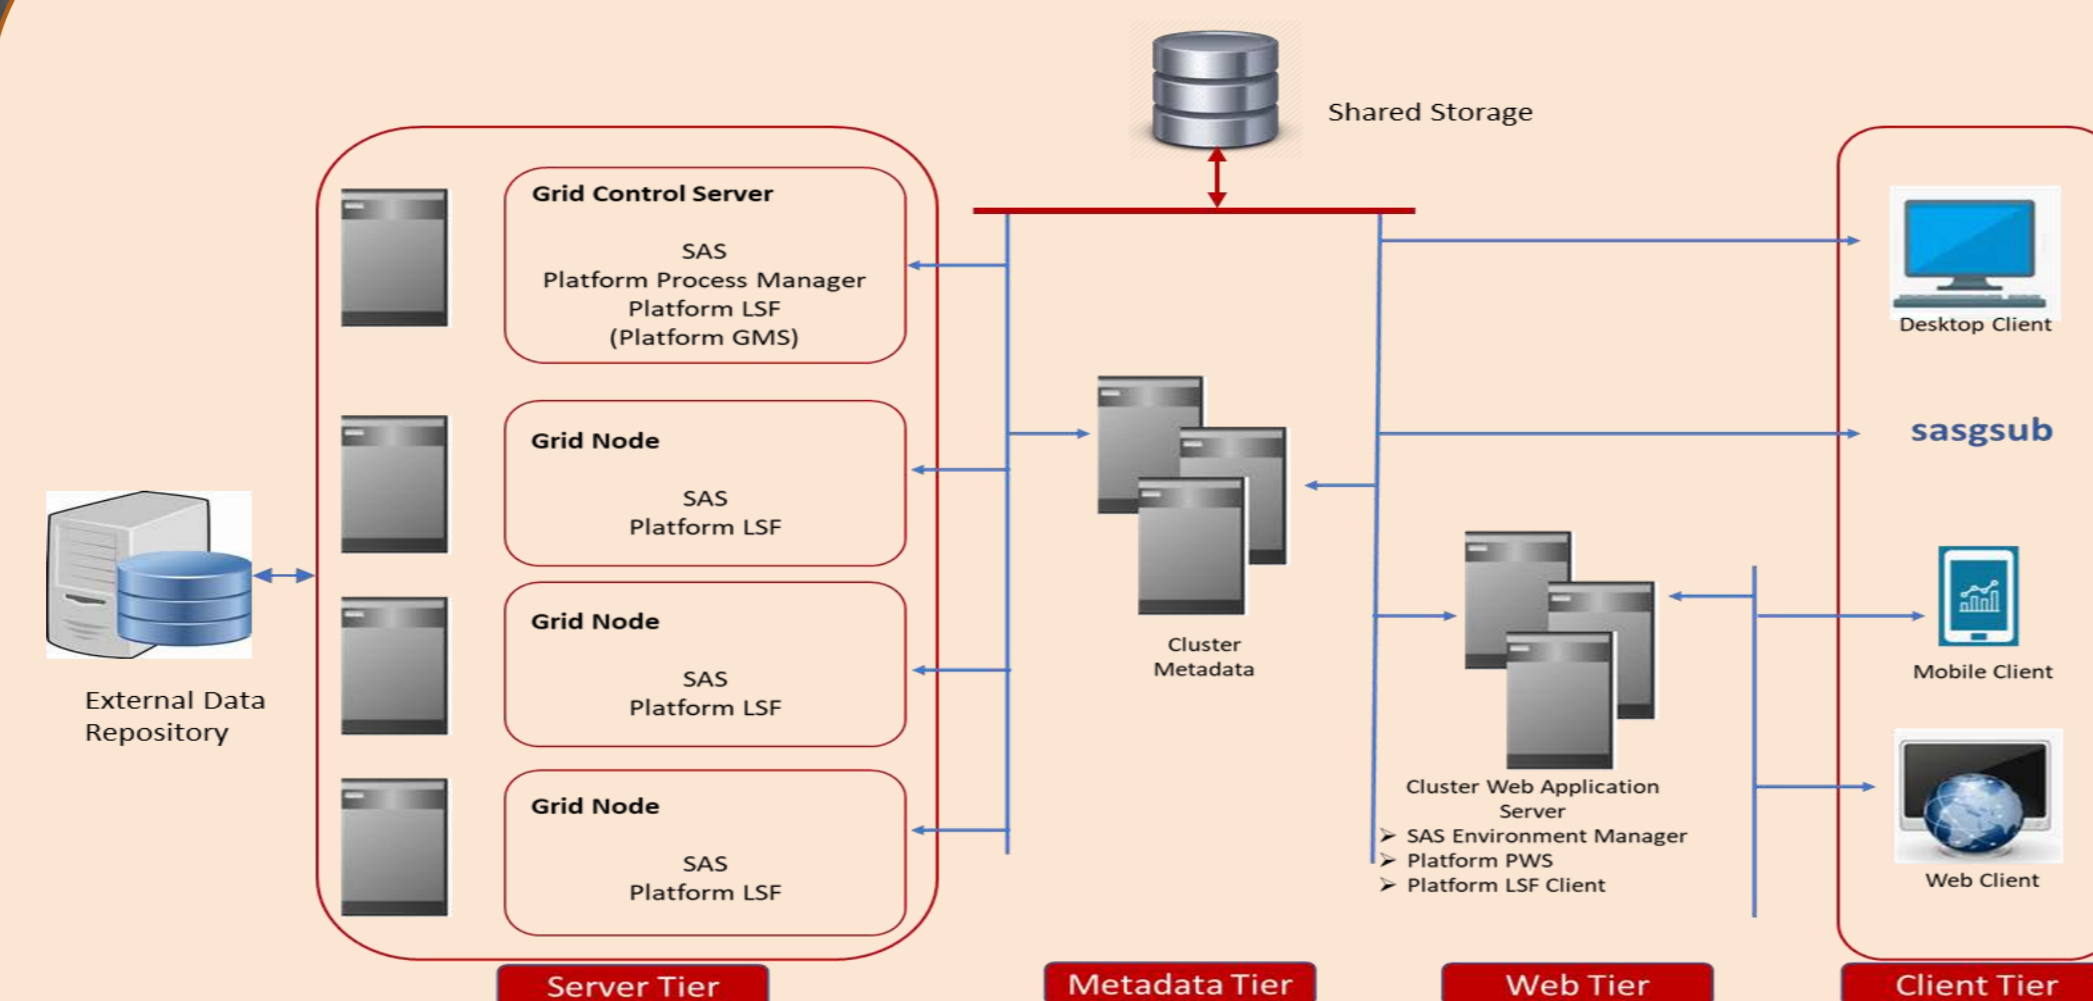 Shared Storage
Grid Control Server
SAS
Platform Process Manager
Platform LSF
(Platform GMS)
Grid Node
SAS
Platform LSF
Grid Node
SAS
Platform LSF
Grid Node
SAS
Platform LSF
External Data
Repository
Cluster
Metadata
Cluster Web Application
Server
➢ SAS Environment Manager
➢ Platform PWS
➢ Platform LSF Client
Desktop Client
sasgsub
Mobile Client
Web Client
Server Tier
Metadata Tier
Web Tier
Client Tier